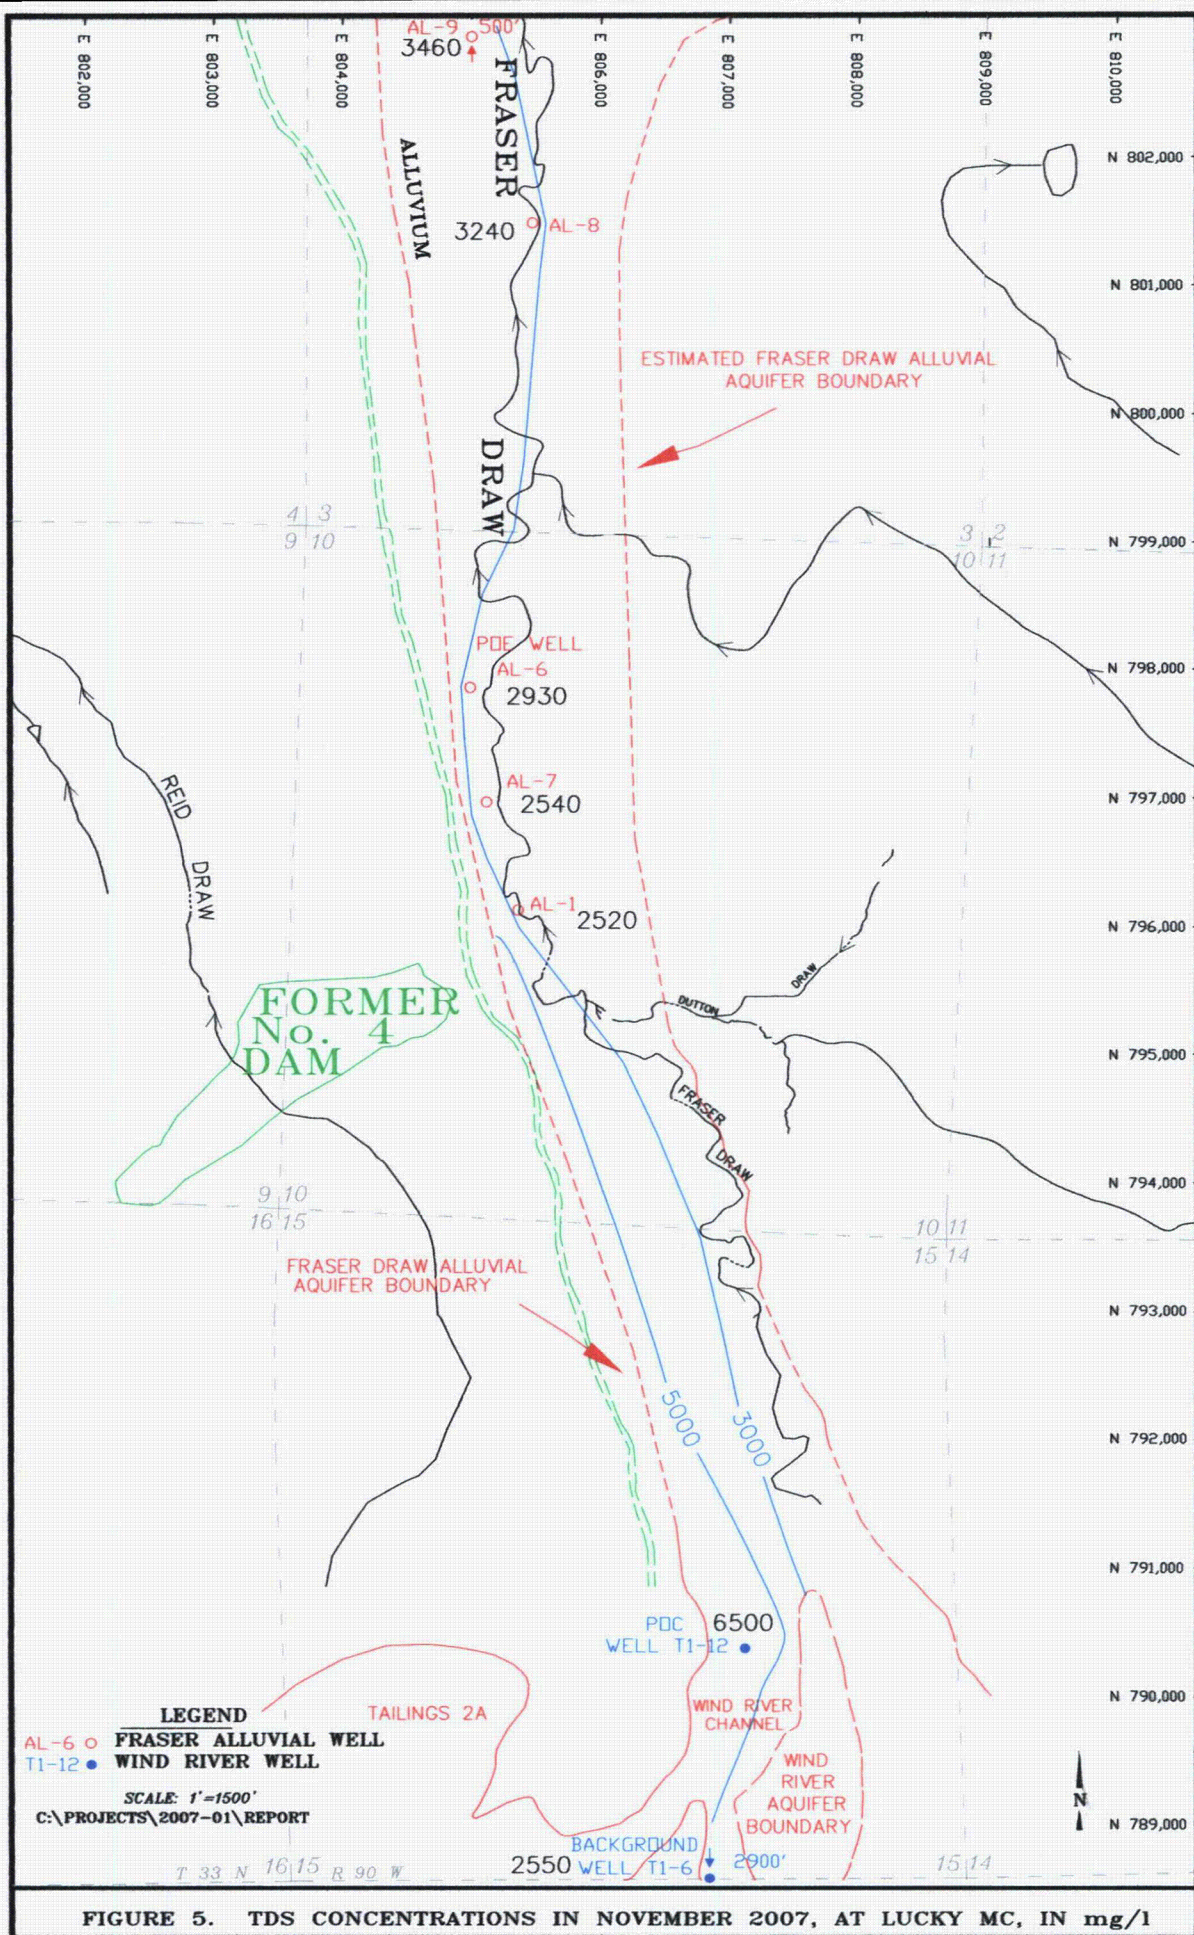 E 802,000
E 803,000
E 804,000
E 806,000
E 807,000
E 808,000
E 809,000
E 810,000
AL-9 500'
3460
FRASER
ALLUVIUM
N 802,000
3240 AL-8
N 801,000
ESTIMATED FRASER DRAW ALLUVIAL
AQUIFER BOUNDARY
N 800,000
DRAW
4 3
9 10
3 2
10 11
N 799,000
POE WELL
AL-6
2930
N 798,000
AL-7
2540
N 797,000
REID
DRAW
AL-1 2520
N 796,000
DRAW
DUTTON
FORMER
No. 4
DAM
N 795,000
FRASER
DRAW
N 794,000
9 10
16 15
10 11
15 14
FRASER DRAW ALLUVIAL
AQUIFER BOUNDARY
N 793,000
5000
3000
N 792,000
N 791,000
POC 6500
WELL T1-12
N 790,000
TAILINGS 2A
WIND RIVER
CHANNEL
LEGEND
AL-6 FRASER ALLUVIAL WELL
T1-12 WIND RIVER WELL
SCALE: 1"=1500'
C:\PROJECTS\2007-01\REPORT
WIND
RIVER
AQUIFER
BOUNDARY
N
N 789,000
BACKGROUND
2550 WELL T1-6 2900'
T 33 N 16 15 R 90 W
15 14
FIGURE 5. TDS CONCENTRATIONS IN NOVEMBER 2007, AT LUCKY MC, IN mg/l